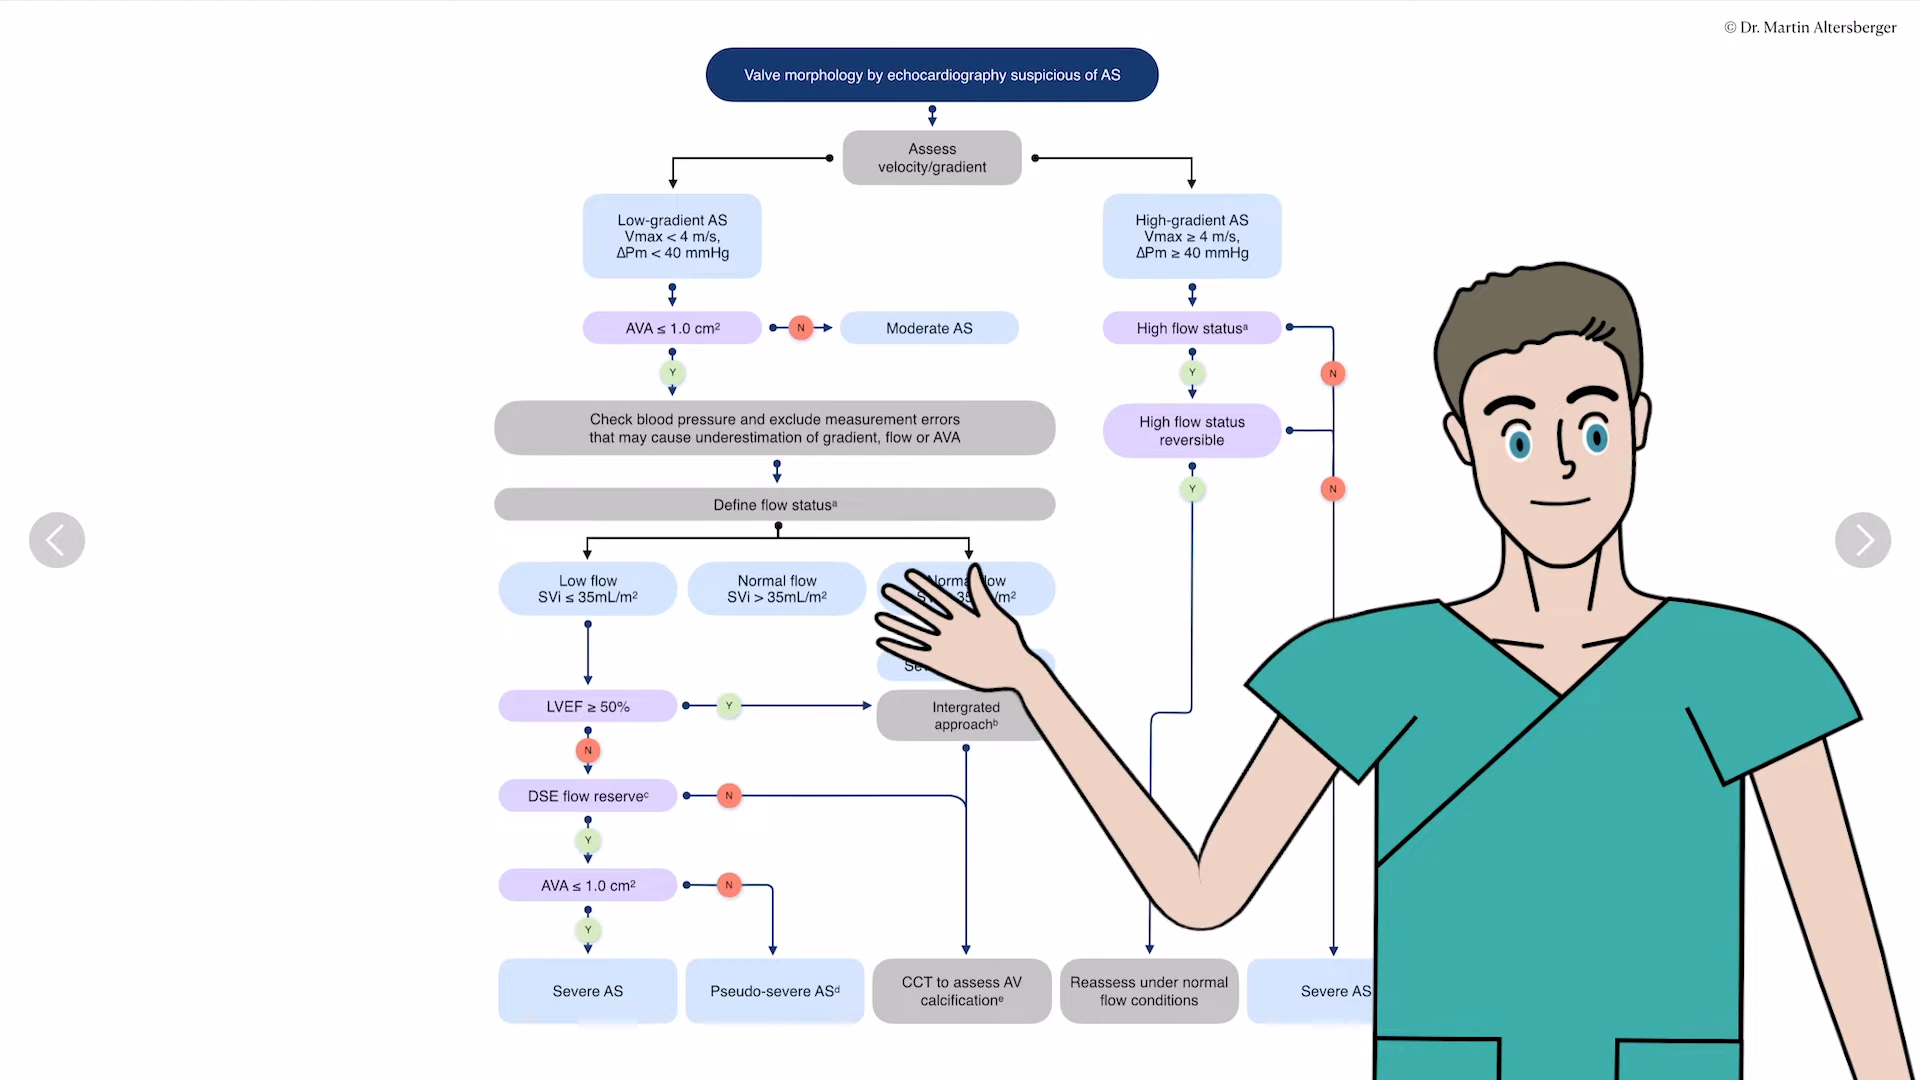 © Dr. Martin Altersberger
Valve morphology by echocardiography suspicious of AS
Assess
velocity/gradient
Low-gradient AS
Vmax < 4 m/s,
ΔPm < 40 mmHg
High-gradient AS
Vmax ≥ 4 m/s,
ΔPm ≥ 40 mmHg
AVA ≤ 1.0 cm²
N
Moderate AS
High flow statusᵃ
Y
Y
N
Check blood pressure and exclude measurement errors
that may cause underestimation of gradient, flow or AVA
High flow status
reversible
Y
N
Define flow statusᵃ
Low flow
SVi ≤ 35mL/m²
Normal flow
SVi > 35mL/m²
LVEF ≥ 50%
Y
Intergrated
approachᵇ
N
DSE flow reserveᶜ
N
Y
AVA ≤ 1.0 cm²
N
Y
Severe AS
Pseudo-severe ASᵈ
CCT to assess AV
calcificationᵉ
Reassess under normal
flow conditions
Severe AS